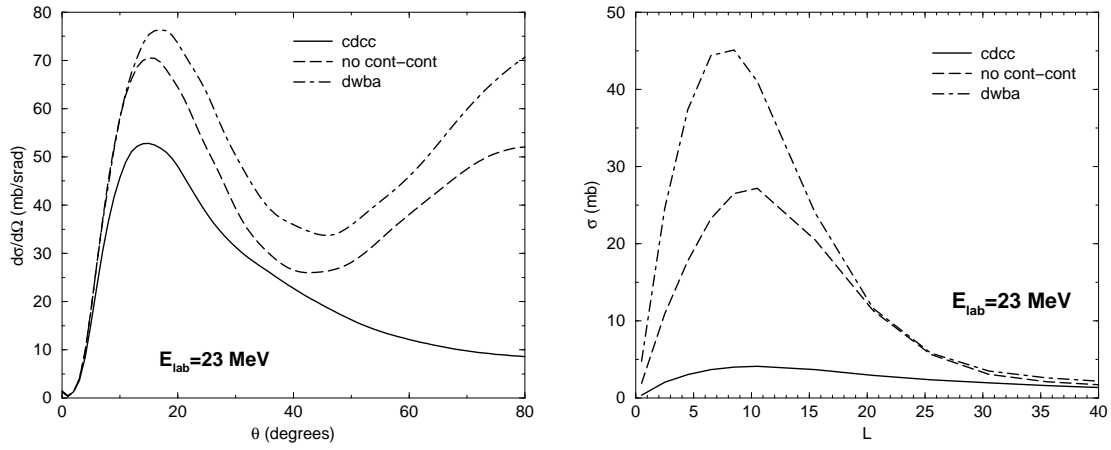 80
70
60
50
40
30
20
10
0
dσ/dΩ (mb/srad)
cdcc
no cont−cont
dwba
E_lab=23 MeV
0 20 40 60 80
θ (degrees)
50
40
30
20
10
0
σ (mb)
cdcc
no cont−cont
dwba
E_lab=23 MeV
0 5 10 15 20 25 30 35 40
L